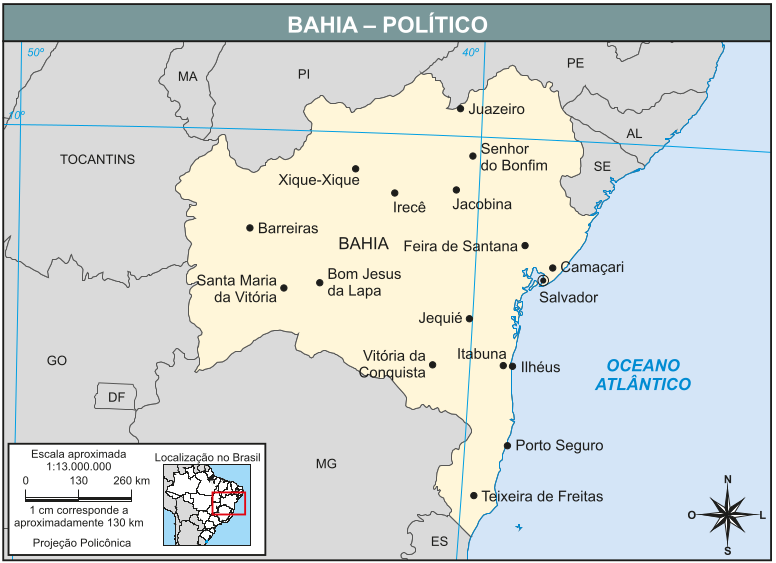 BAHIA – POLÍTICO
50º
40º
PE
MA
PI
Juazeiro
AL
Senhor
do Bonfim
TOCANTINS
SE
Xique-Xique
Irecê
Jacobina
Barreiras
BAHIA
Feira de Santana
Camaçari
Santa Maria
da Vitória
Bom Jesus
da Lapa
Salvador
Jequié
Itabuna
Vitória da
Conquista
Ilhéus
GO
OCEANO
ATLÂNTICO
DF
Porto Seguro
MG
Teixeira de Freitas
ES
Escala aproximada
1:13.000.000
0 130 260 km
1 cm corresponde a
aproximadamente 130 km
Projeção Policônica
Localização no Brasil
N
O
L
S